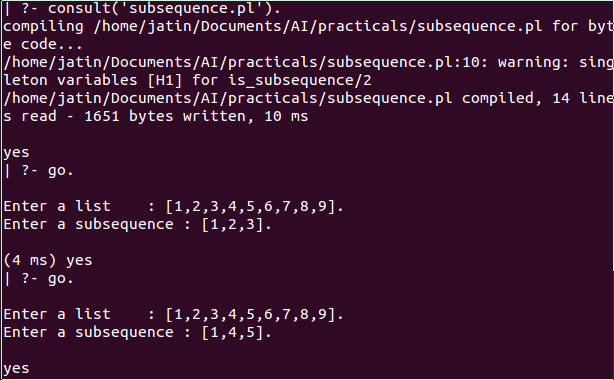 | ?- consult('subsequence.pl').
compiling /home/jatin/Documents/AI/practicals/subsequence.pl for byt
e code...
/home/jatin/Documents/AI/practicals/subsequence.pl:10: warning: sing
leton variables [H1] for is_subsequence/2
/home/jatin/Documents/AI/practicals/subsequence.pl compiled, 14 line
s read - 1651 bytes written, 10 ms
yes
| ?- go.
Enter a list    : [1,2,3,4,5,6,7,8,9].
Enter a subsequence : [1,2,3].
(4 ms) yes
| ?- go.
Enter a list    : [1,2,3,4,5,6,7,8,9].
Enter a subsequence : [1,4,5].
yes